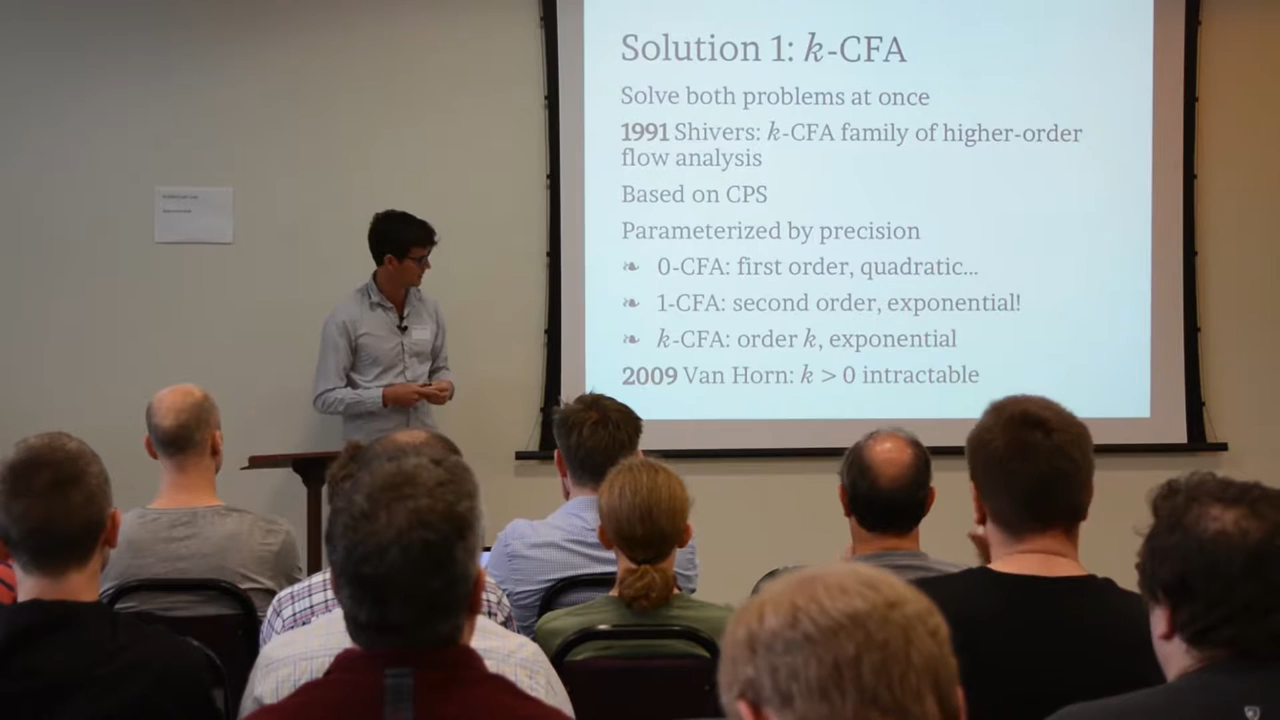 Solution 1: k-CFA
Solve both problems at once
1991 Shivers: k-CFA family of higher-order
flow analysis
Based on CPS
Parameterized by precision
❧ 0-CFA: first order, quadratic...
❧ 1-CFA: second order, exponential!
❧ k-CFA: order k, exponential
2009 Van Horn: k > 0 intractable